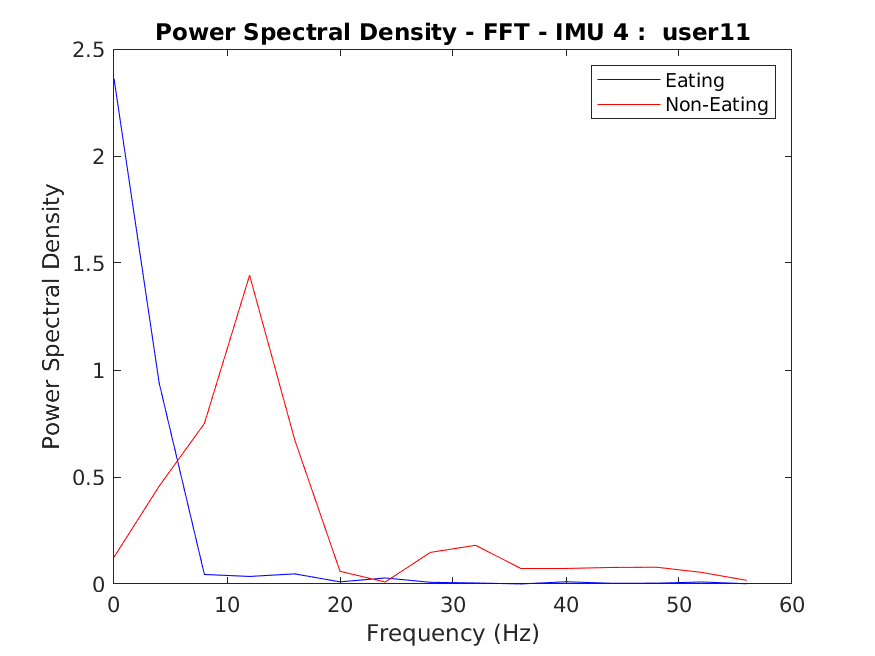 Power Spectral Density - FFT - IMU 4 :  user11
Eating
Non-Eating
Power Spectral Density
2.5
2
1.5
1
0.5
0
0 10 20 30 40 50 60
Frequency (Hz)